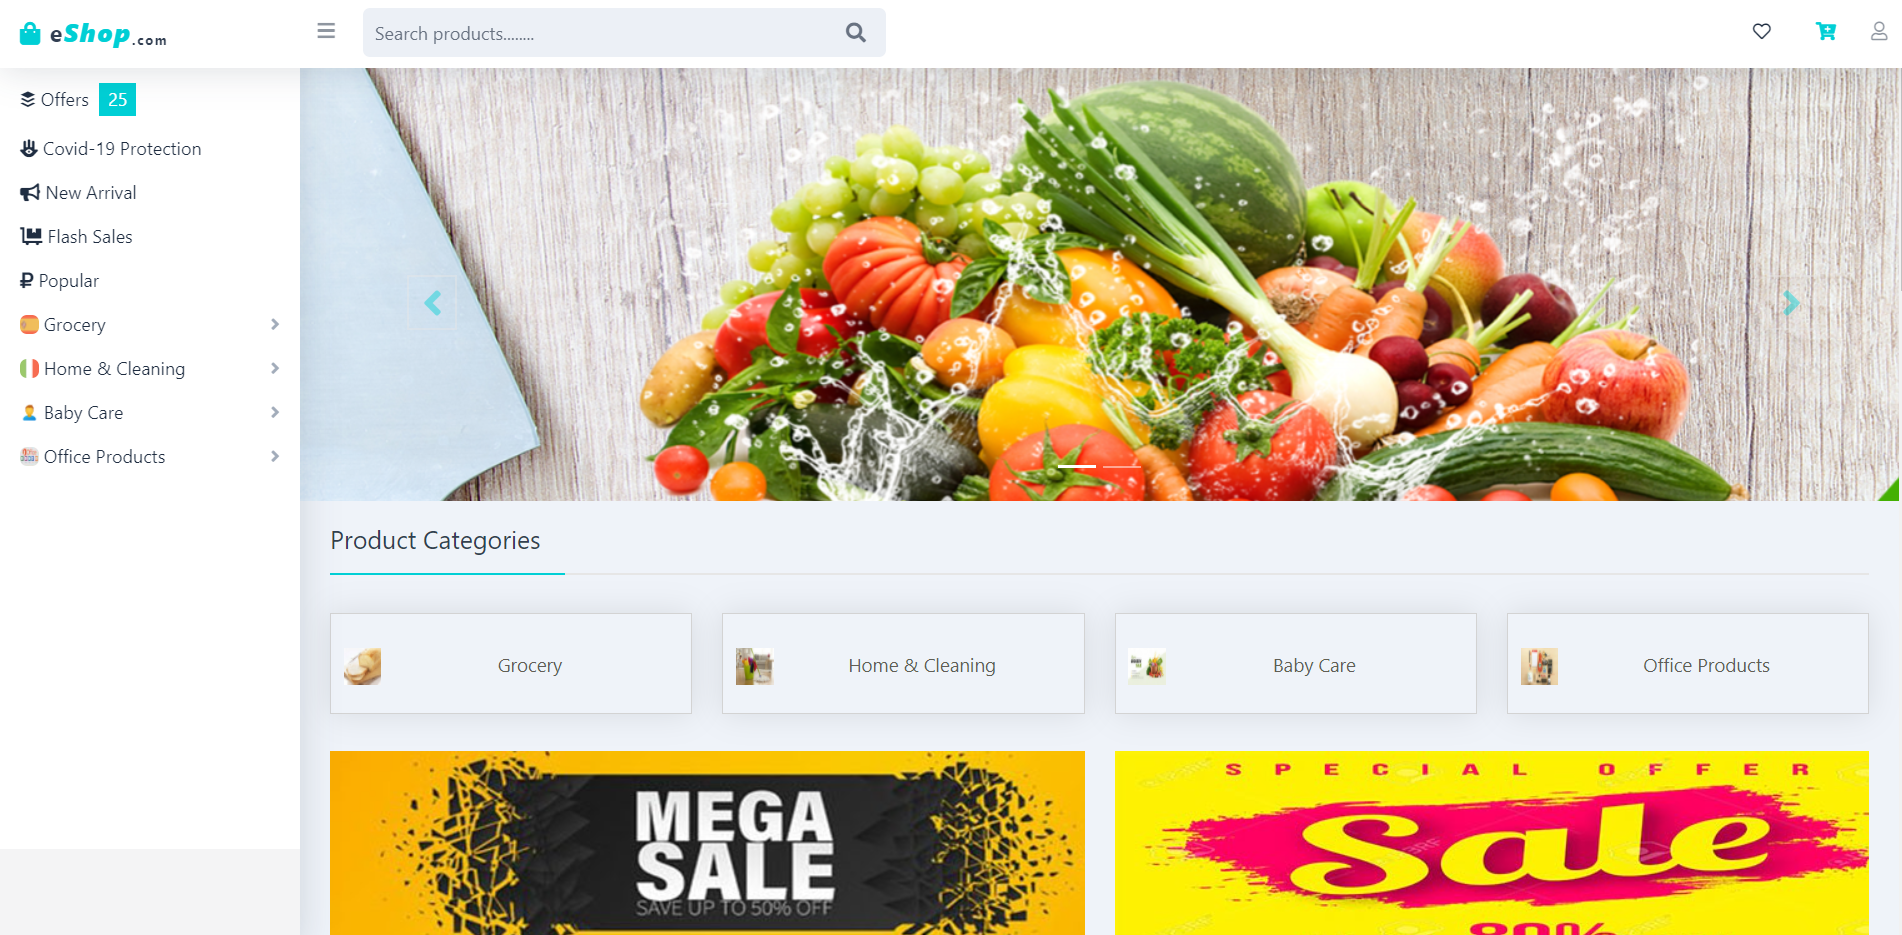 eShop.com
Search products........
Offers 25
Covid-19 Protection
New Arrival
Flash Sales
Popular
Grocery
Home & Cleaning
Baby Care
Office Products
Product Categories
Grocery
Home & Cleaning
Baby Care
Office Products
MEGA
SALE
SAVE UP TO 50% OFF
SPECIAL OFFER
Sale
80%